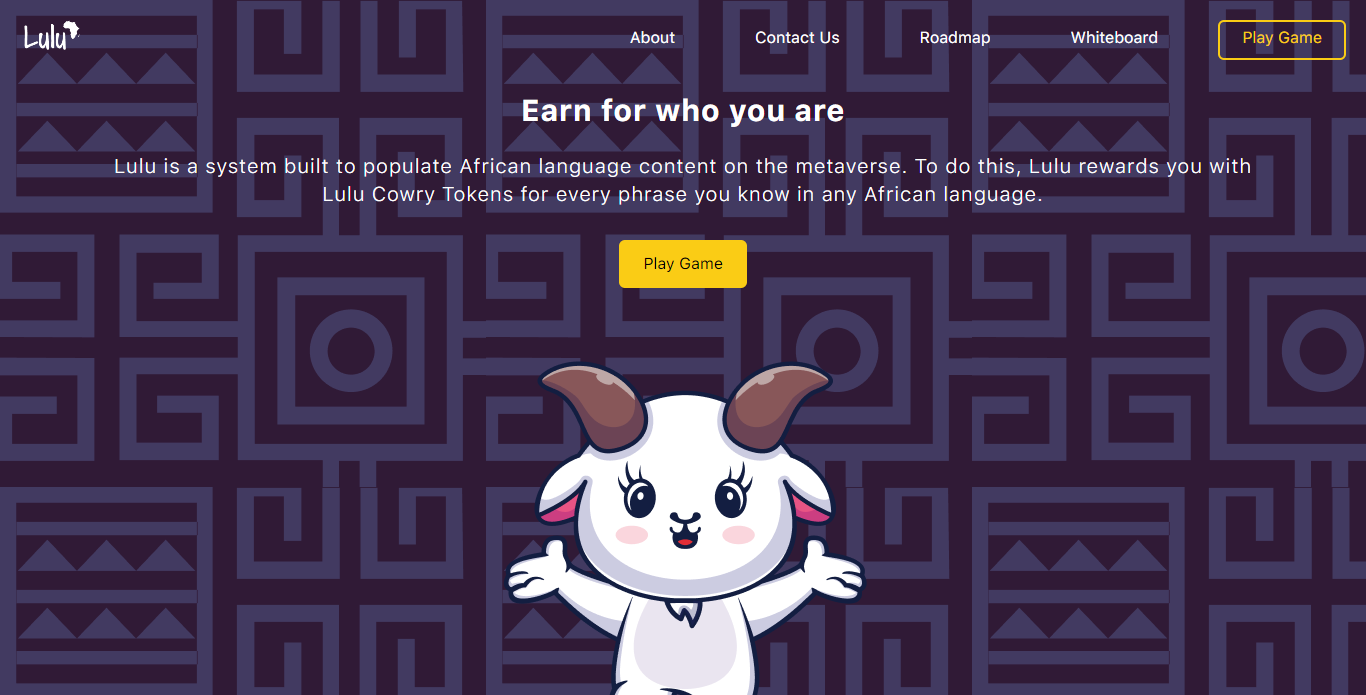 Lulu
About
Contact Us
Roadmap
Whiteboard
Play Game
Earn for who you are
Lulu is a system built to populate African language content on the metaverse. To do this, Lulu rewards you with
Lulu Cowry Tokens for every phrase you know in any African language.
Play Game